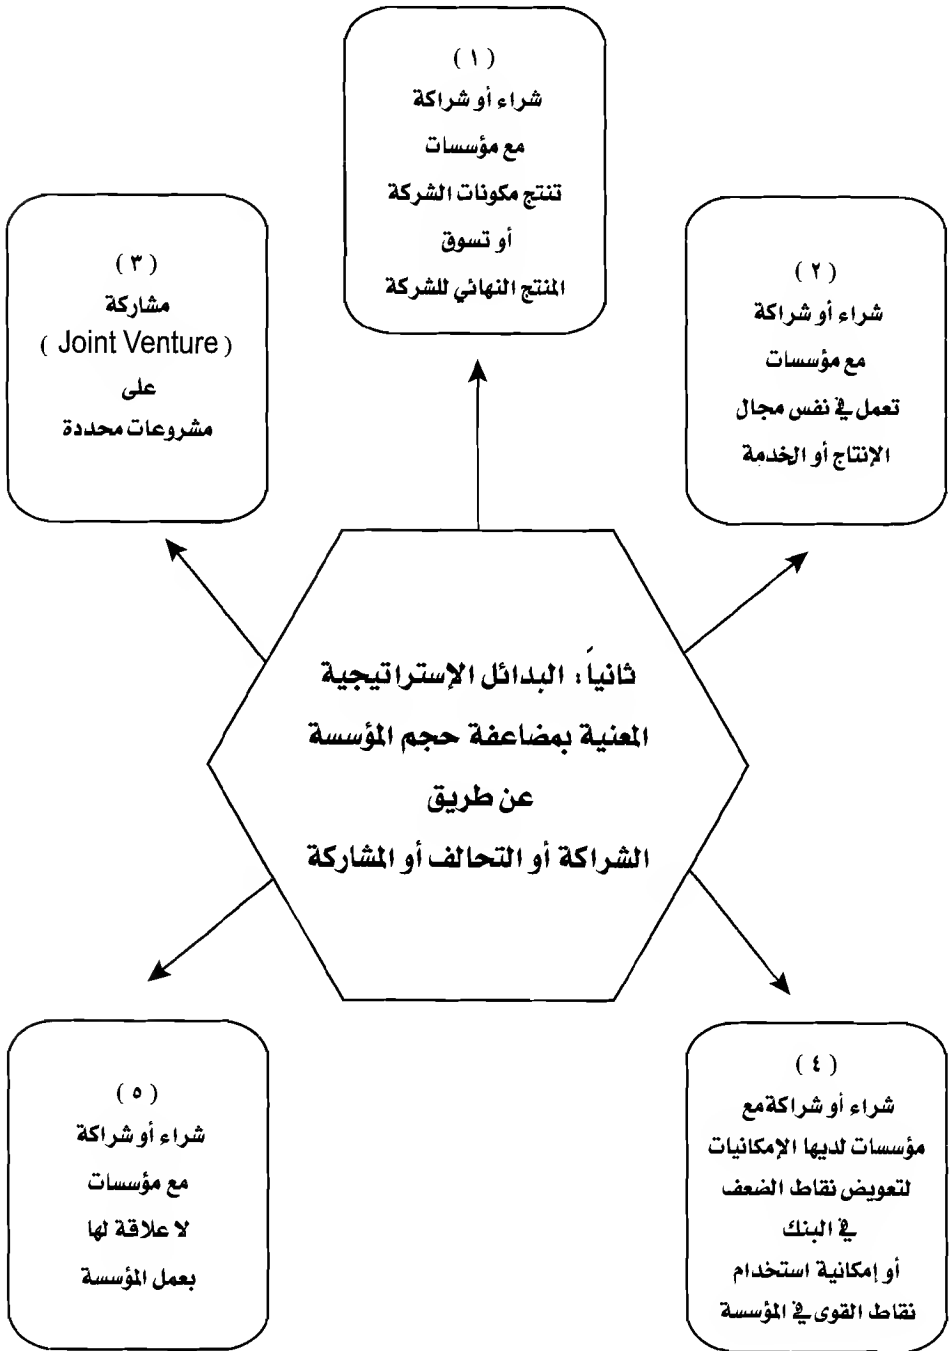 ( ١ )
شراء أو شراكة
مع مؤسسات
تنتج مكونات الشركة
أو تسوق
المنتج النهائي للشركة
( ٢ )
شراء أو شراكة
مع مؤسسات
تعمل في نفس مجال
الإنتاج أو الخدمة
( ٣ )
مشاركة
( Joint Venture )
على
مشروعات محددة
ثانياً : البدائل الإستراتيجية
المعنية بمضاعفة حجم المؤسسة
عن طريق
الشراكة أو التحالف أو المشاركة
( ٤ )
شراء أو شراكة مع
مؤسسات لديها الإمكانيات
لتعويض نقاط الضعف
في البنك
أو إمكانية استخدام
نقاط القوى في المؤسسة
( ٥ )
شراء أو شراكة
مع مؤسسات
لا علاقة لها
بعمل المؤسسة